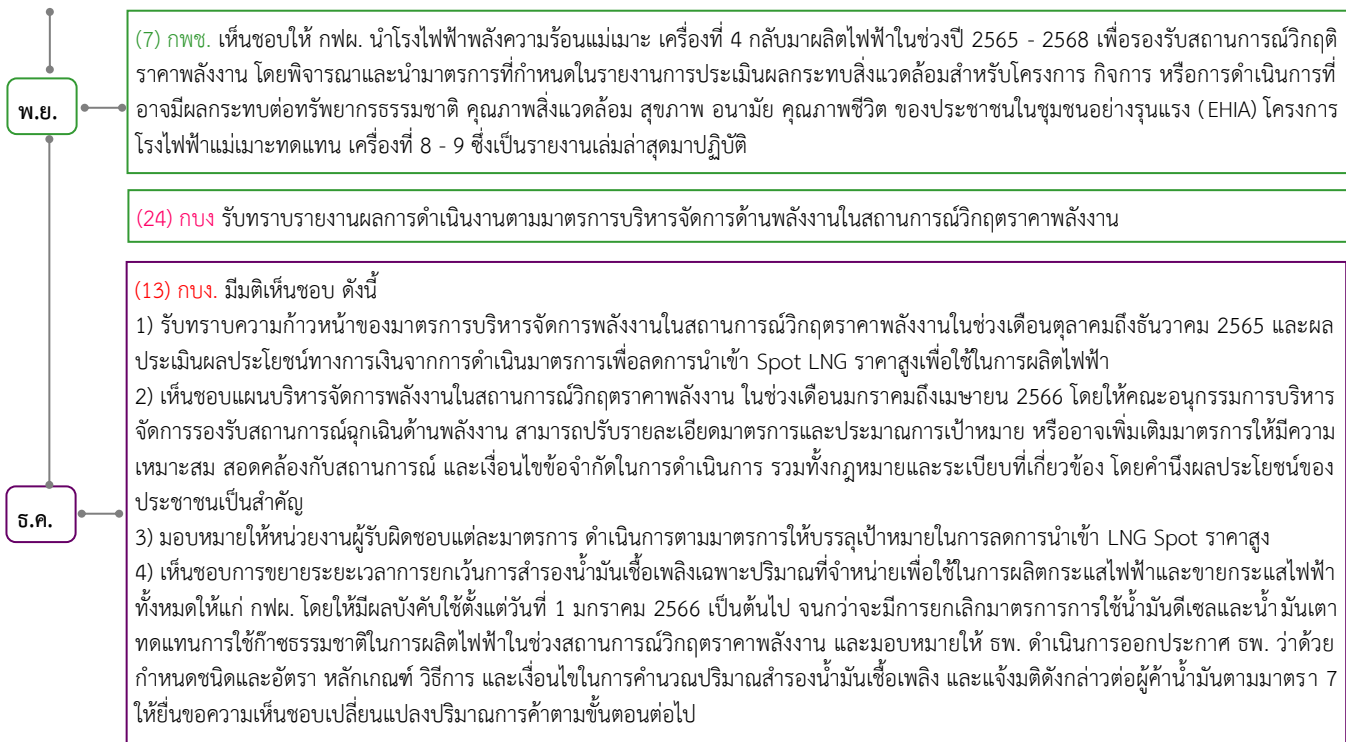 (7) กพช. เห็นชอบให้ กฟผ. นำโรงไฟฟ้าพลังความร้อนแม่เมาะ เครื่องที่ 4 กลับมาผลิตไฟฟ้าในช่วงปี 2565 - 2568 เพื่อรองรับสถานการณ์วิกฤติ
ราคาพลังงาน โดยพิจารณาและนำมาตรการที่กำหนดในรายงานการประเมินผลกระทบสิ่งแวดล้อมสำหรับโครงการ กิจการ หรือการดำเนินการที่
พ.ย.
อาจมีผลกระทบต่อทรัพยากรธรรมชาติ คุณภาพสิ่งแวดล้อม สุขภาพ อนามัย คุณภาพชีวิต ของประชาชนในชุมชนอย่างรุนแรง (EHIA) โครงการ
โรงไฟฟ้าแม่เมาะทดแทน เครื่องที่ 8 - 9 ซึ่งเป็นรายงานเล่มล่าสุดมาปฏิบัติ
(24) กบง รับทราบรายงานผลการดำเนินงานตามมาตรการบริหารจัดการด้านพลังงานในสถานการณ์วิกฤตราคาพลังงาน
(13) กบง. มีมติเห็นชอบ ดังนี้
1) รับทราบความก้าวหน้าของมาตรการบริหารจัดการพลังงานในสถานการณ์วิกฤตราคาพลังงานในช่วงเดือนตุลาคมถึงธันวาคม 2565 และผล
ประเมินผลประโยชน์ทางการเงินจากการดำเนินมาตรการเพื่อลดการนำเข้า Spot LNG ราคาสูงเพื่อใช้ในการผลิตไฟฟ้า
2) เห็นชอบแผนบริหารจัดการพลังงานในสถานการณ์วิกฤตราคาพลังงาน ในช่วงเดือนมกราคมถึงเมษายน 2566 โดยให้คณะอนุกรรมการบริหาร
จัดการรองรับสถานการณ์ฉุกเฉินด้านพลังงาน สามารถปรับรายละเอียดมาตรการและประมาณการเป้าหมาย หรืออาจเพิ่มเติมมาตรการให้มีความ
เหมาะสม สอดคล้องกับสถานการณ์ และเงื่อนไขข้อจำกัดในการดำเนินการ รวมทั้งกฎหมายและระเบียบที่เกี่ยวข้อง โดยคำนึงผลประโยชน์ของ
ประชาชนเป็นสำคัญ
ธ.ค.
3) มอบหมายให้หน่วยงานผู้รับผิดชอบแต่ละมาตรการ ดำเนินการตามมาตรการให้บรรลุเป้าหมายในการลดการนำเข้า LNG Spot ราคาสูง
4) เห็นชอบการขยายระยะเวลาการยกเว้นการสำรองน้ำมันเชื้อเพลิงเฉพาะปริมาณที่จำหน่ายเพื่อใช้ในการผลิตกระแสไฟฟ้าและขายกระแสไฟฟ้า
ทั้งหมดให้แก่ กฟผ. โดยให้มีผลบังคับใช้ตั้งแต่วันที่ 1 มกราคม 2566 เป็นต้นไป จนกว่าจะมีการยกเลิกมาตรการการใช้น้ำมันดีเซลและน้ำมันเตา
ทดแทนการใช้ก๊าซธรรมชาติในการผลิตไฟฟ้าในช่วงสถานการณ์วิกฤตราคาพลังงาน และมอบหมายให้ ธพ. ดำเนินการออกประกาศ ธพ. ว่าด้วย
กำหนดชนิดและอัตรา หลักเกณฑ์ วิธีการ และเงื่อนไขในการคำนวณปริมาณสำรองน้ำมันเชื้อเพลิง และแจ้งมติดังกล่าวต่อผู้ค้าน้ำมันตามมาตรา 7
ให้ยื่นขอความเห็นชอบเปลี่ยนแปลงปริมาณการค้าตามขั้นตอนต่อไป